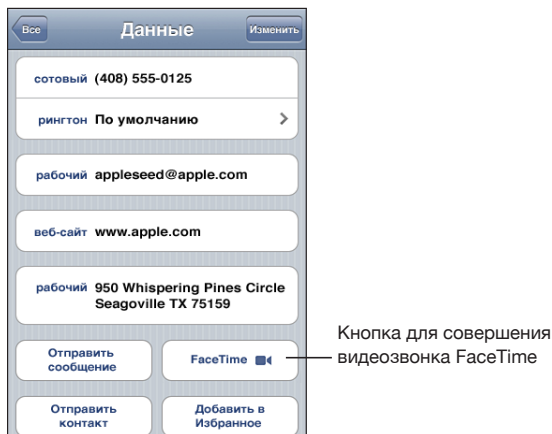 Все Данные Изменить
сотовый (408) 555-0125
рингтон По умолчанию
рабочий appleseed@apple.com
веб-сайт www.apple.com
рабочий 950 Whispering Pines Circle
Seagoville TX 75159
Отправить
сообщение
FaceTime
Кнопка для совершения
видеозвонка FaceTime
Отправить
контакт
Добавить в
Избранное